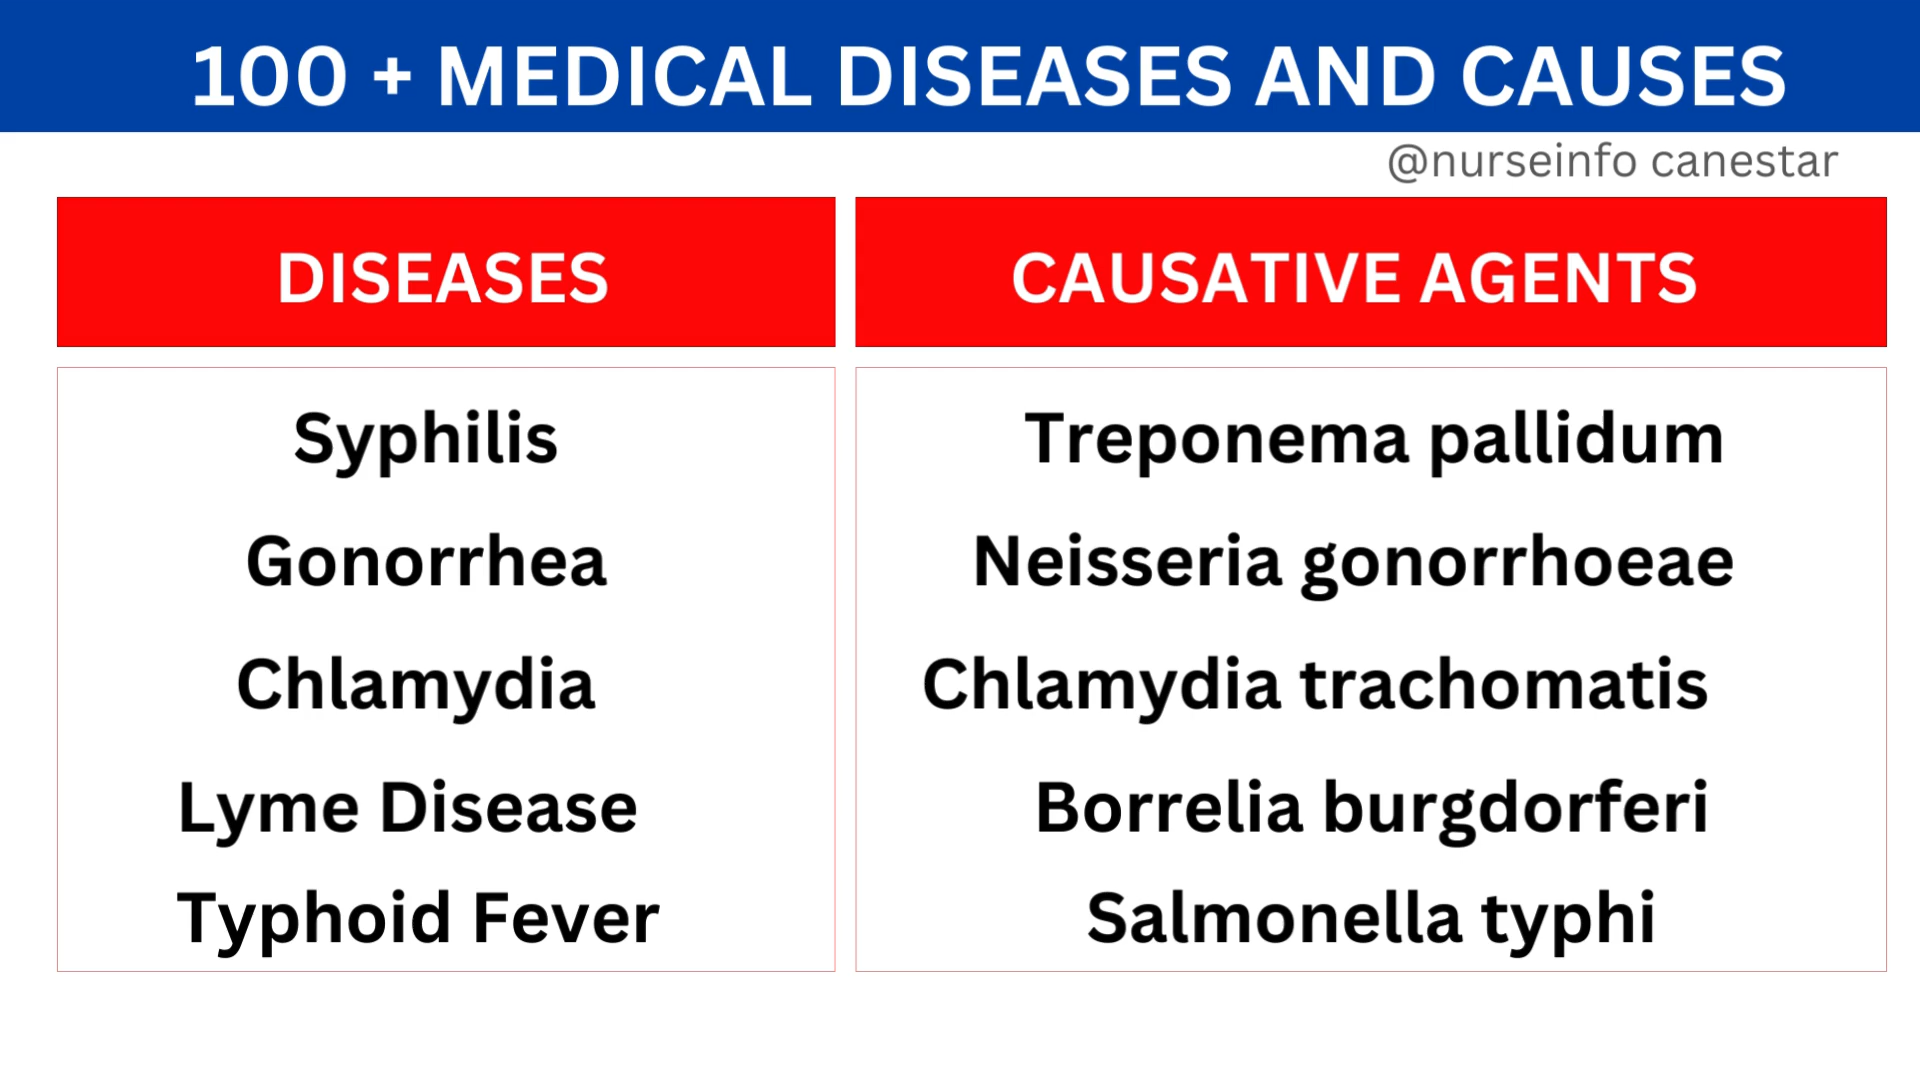 100 + MEDICAL DISEASES AND CAUSES
@nurseinfo canestar
DISEASES CAUSATIVE AGENTS
Syphilis Treponema pallidum
Gonorrhea Neisseria gonorrhoeae
Chlamydia Chlamydia trachomatis
Lyme Disease Borrelia burgdorferi
Typhoid Fever Salmonella typhi